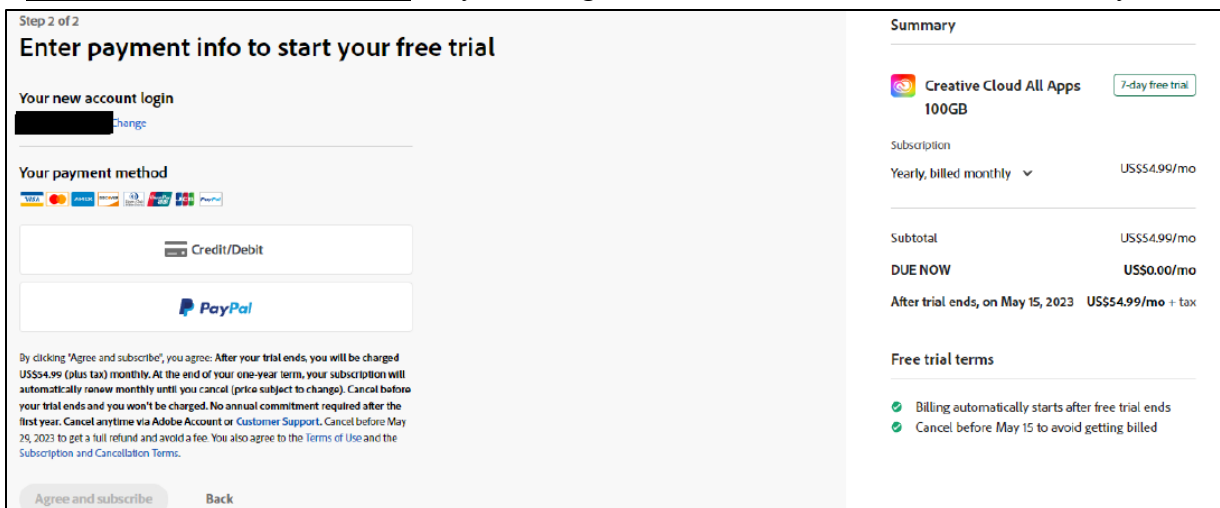 Step 2 of 2
Enter payment info to start your free trial
Your new account login
Change
Your payment method
VISA AMEX DISCOVER JCB PayPal
Credit/Debit
PayPal
By clicking "Agree and subscribe", you agree: After your trial ends, you will be charged
US$54.99 (plus tax) monthly. At the end of your one-year term, your subscription will
automatically renew monthly until you cancel (price subject to change). Cancel before
your trial ends and you won't be charged. No annual commitment required after the
first year. Cancel anytime via Adobe Account or Customer Support. Cancel before May
29, 2023 to get a full refund and avoid a fee. You also agree to the Terms of Use and the
Subscription and Cancellation Terms.
Agree and subscribe Back
Summary
Creative Cloud All Apps 7-day free trial
100GB
Subscription
Yearly, billed monthly US$54.99/mo
Subtotal US$54.99/mo
DUE NOW US$0.00/mo
After trial ends, on May 15, 2023 US$54.99/mo + tax
Free trial terms
Billing automatically starts after free trial ends
Cancel before May 15 to avoid getting billed